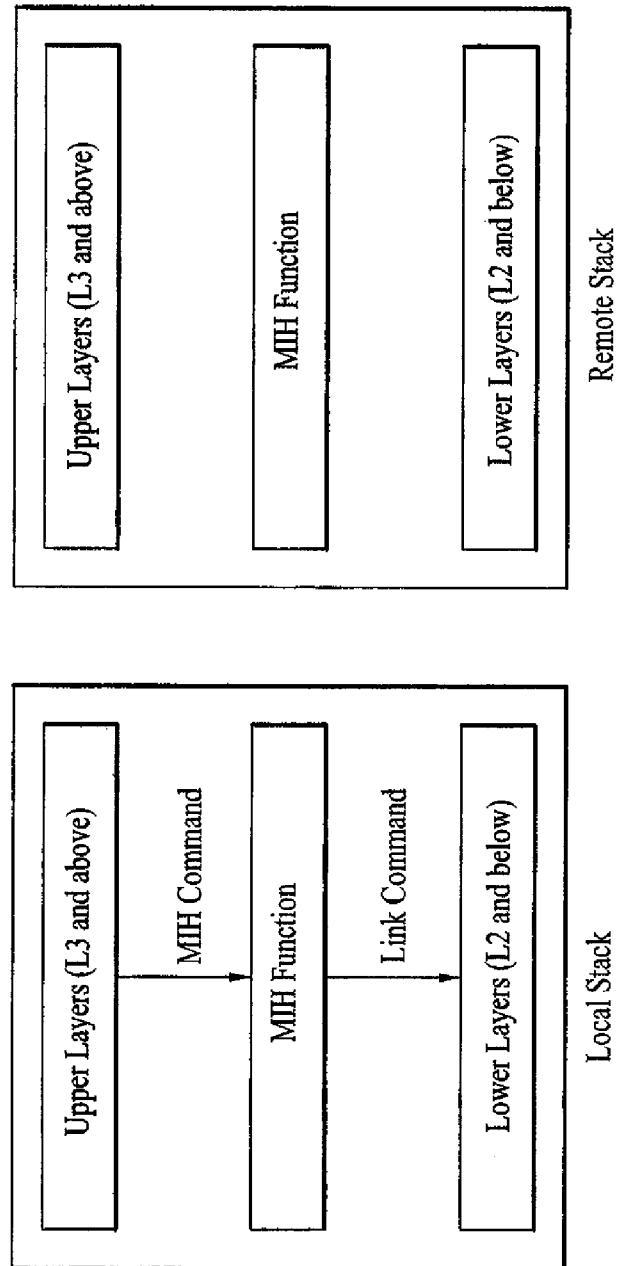 Upper Layers (L3 and above)
MIH Command
MIH Function
Link Command
Lower Layers (L2 and below)
Local Stack
Upper Layers (L3 and above)
MIH Function
Lower Layers (L2 and below)
Remote Stack